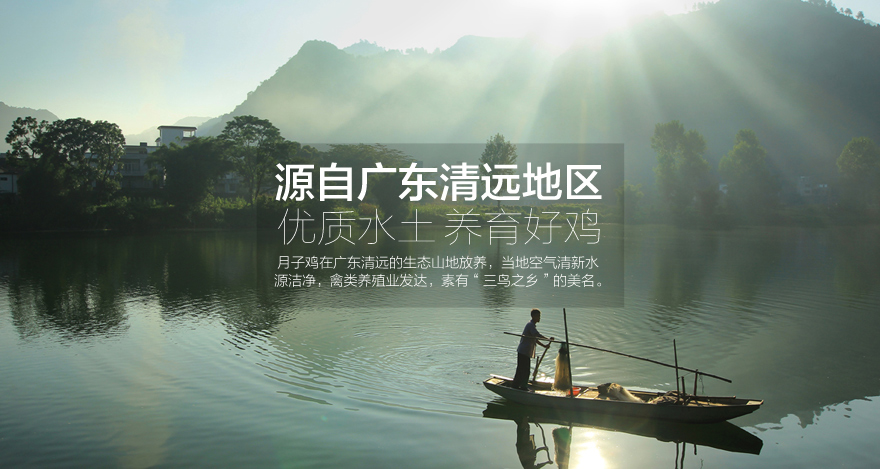 源自广东清远地区
优质水土 养育好鸡
月子鸡在广东清远的生态山地放养，当地空气清新水
源洁净，禽类养殖业发达，素有“三鸟之乡”的美名。